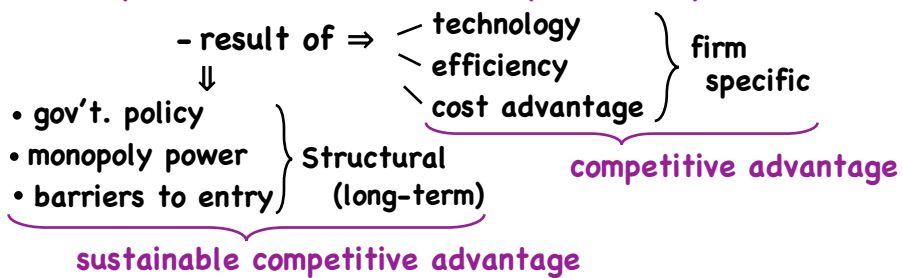 - result of ⇒
- technology
- efficiency
- cost advantage
firm specific
competitive advantage
⇓
• gov't. policy
• monopoly power
• barriers to entry
Structural
(long-term)
sustainable competitive advantage